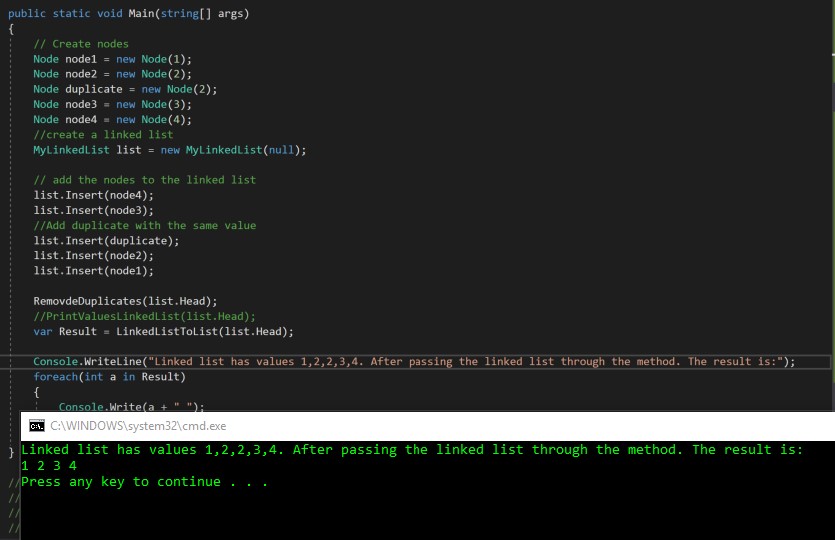 public static void Main(string[] args)
{
// Create nodes
Node node1 = new Node(1);
Node node2 = new Node(2);
Node duplicate = new Node(2);
Node node3 = new Node(3);
Node node4 = new Node(4);
//create a linked list
MyLinkedList list = new MyLinkedList(null);
// add the nodes to the linked list
list.Insert(node4);
list.Insert(node3);
//Add duplicate with the same value
list.Insert(duplicate);
list.Insert(node2);
list.Insert(node1);
RemovdeDuplicates(list.Head);
//PrintValuesLinkedList(list.Head);
var Result = LinkedListToList(list.Head);
Console.WriteLine("Linked list has values 1,2,2,3,4. After passing the linked list through the method. The result is:");
foreach(int a in Result)
{
Console.Write(a + " ");
C:\WINDOWS\system32\cmd.exe
}
Linked list has values 1,2,2,3,4. After passing the linked list through the method. The result is:
1 2 3 4
//
Press any key to continue . . .
//
//
//